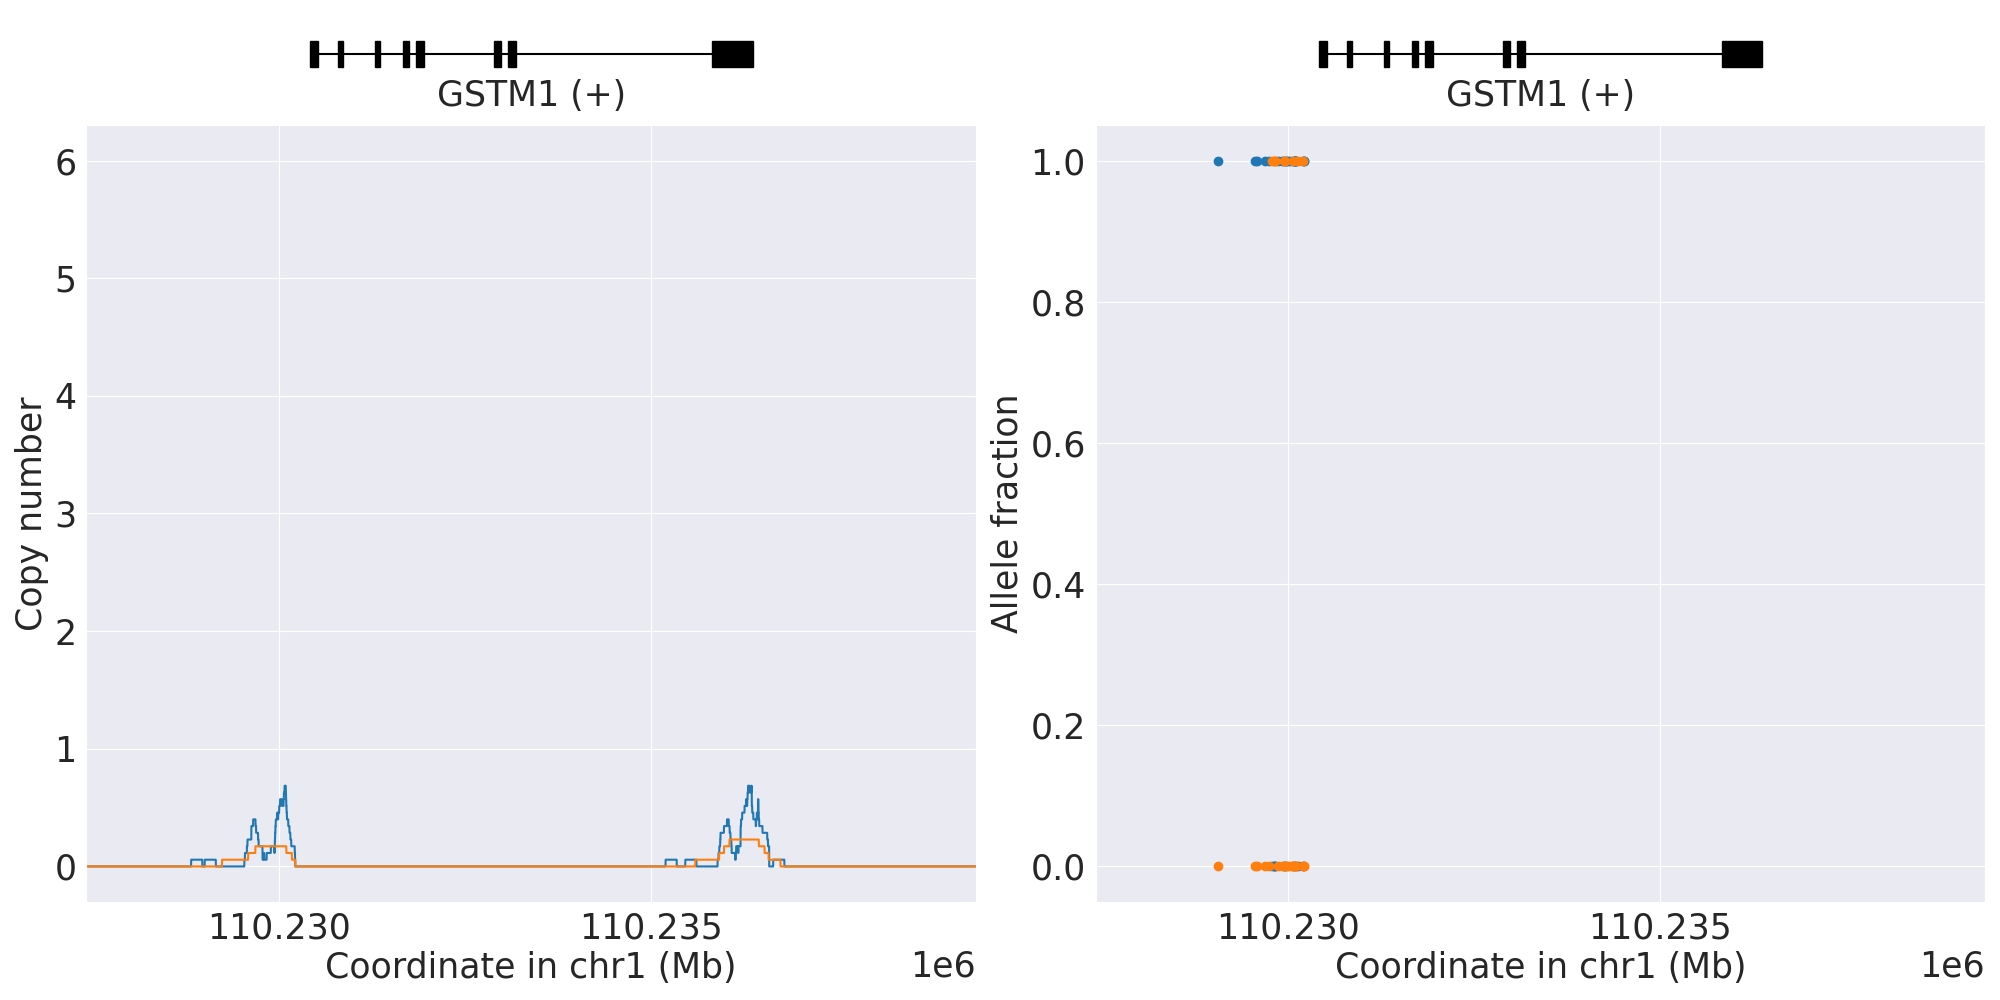 GSTM1 (+)
6
5
4
3
2
1
0
Copy number
110.230
110.235
Coordinate in chr1 (Mb)
1e6
GSTM1 (+)
1.0
0.8
0.6
0.4
0.2
0.0
Allele fraction
110.230
110.235
Coordinate in chr1 (Mb)
1e6